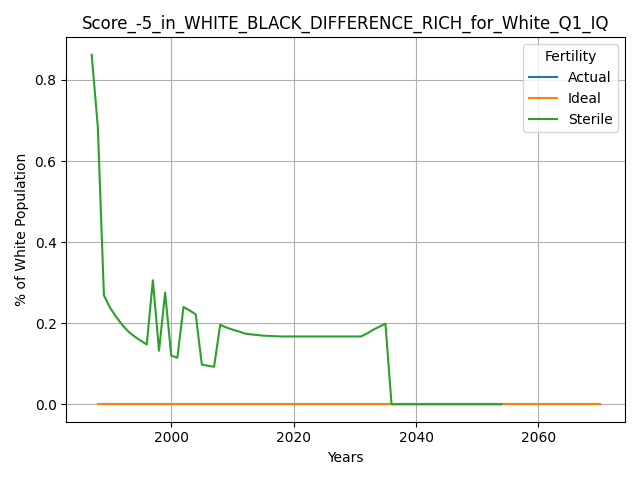 Score_-5_in_WHITE_BLACK_DIFFERENCE_RICH_for_White_Q1_IQ
Fertility
Actual
Ideal
Sterile
% of White Population
0.8
0.6
0.4
0.2
0.0
2000
2020
2040
2060
Years